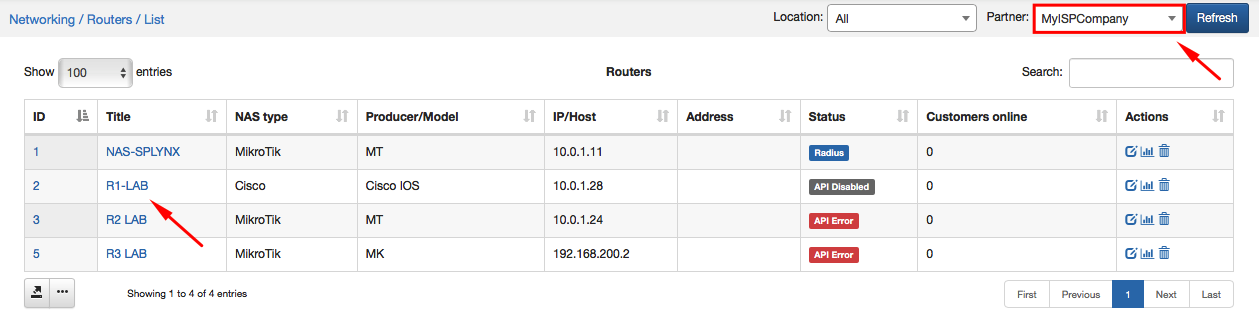 Networking / Routers / List Location: All Partner: MyISPCompany Refresh
Show 100 entries Routers Search:
ID Title NAS type Producer/Model IP/Host Address Status Customers online Actions
1 NAS-SPLYNX MikroTik MT 10.0.1.11 Radius 0
2 R1-LAB Cisco Cisco IOS 10.0.1.28 API Disabled 0
3 R2 LAB MikroTik MT 10.0.1.24 API Error 0
5 R3 LAB MikroTik MK 192.168.200.2 API Error 0
Showing 1 to 4 of 4 entries First Previous 1 Next Last